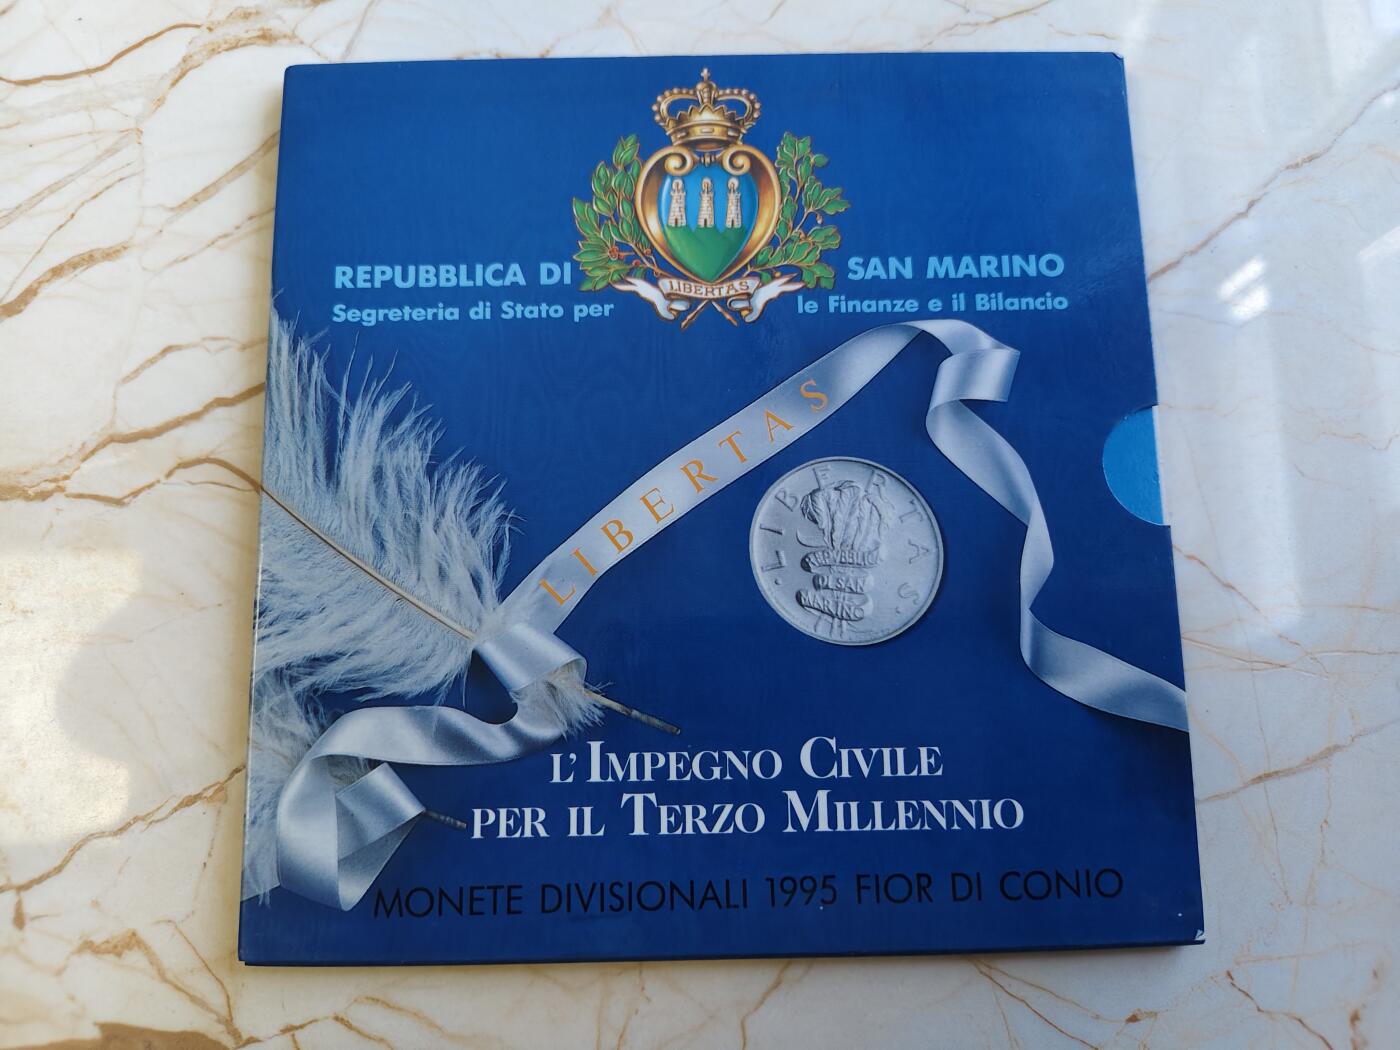 LIBERTAS
REPUBBLICA DI SAN MARINO
Segreteria di Stato per le Finanze e il Bilancio
LIBERTAS
LIBERTAS
REPVBBLICA
DI SAN
MARINO
L'IMPEGNO CIVILE
PER IL TERZO MILLENNIO
MONETE DIVISIONALI 1995 FIOR DI CONIO